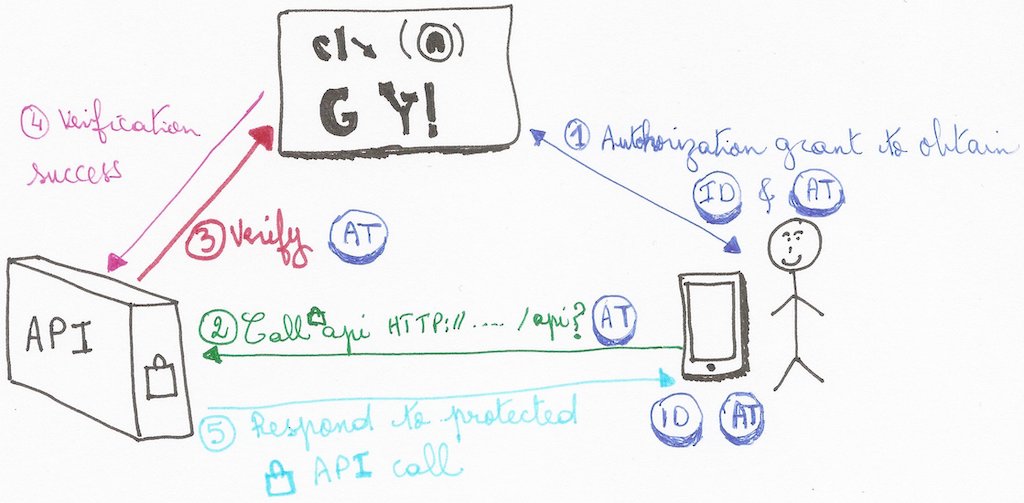 (@)
G Y!
① Authorization grant to obtain
ID & AT
④ Verification
success
③ Verify AT
API
② Call api HTTP://..... /api? AT
⑤ Respond to protected
API call
ID AT